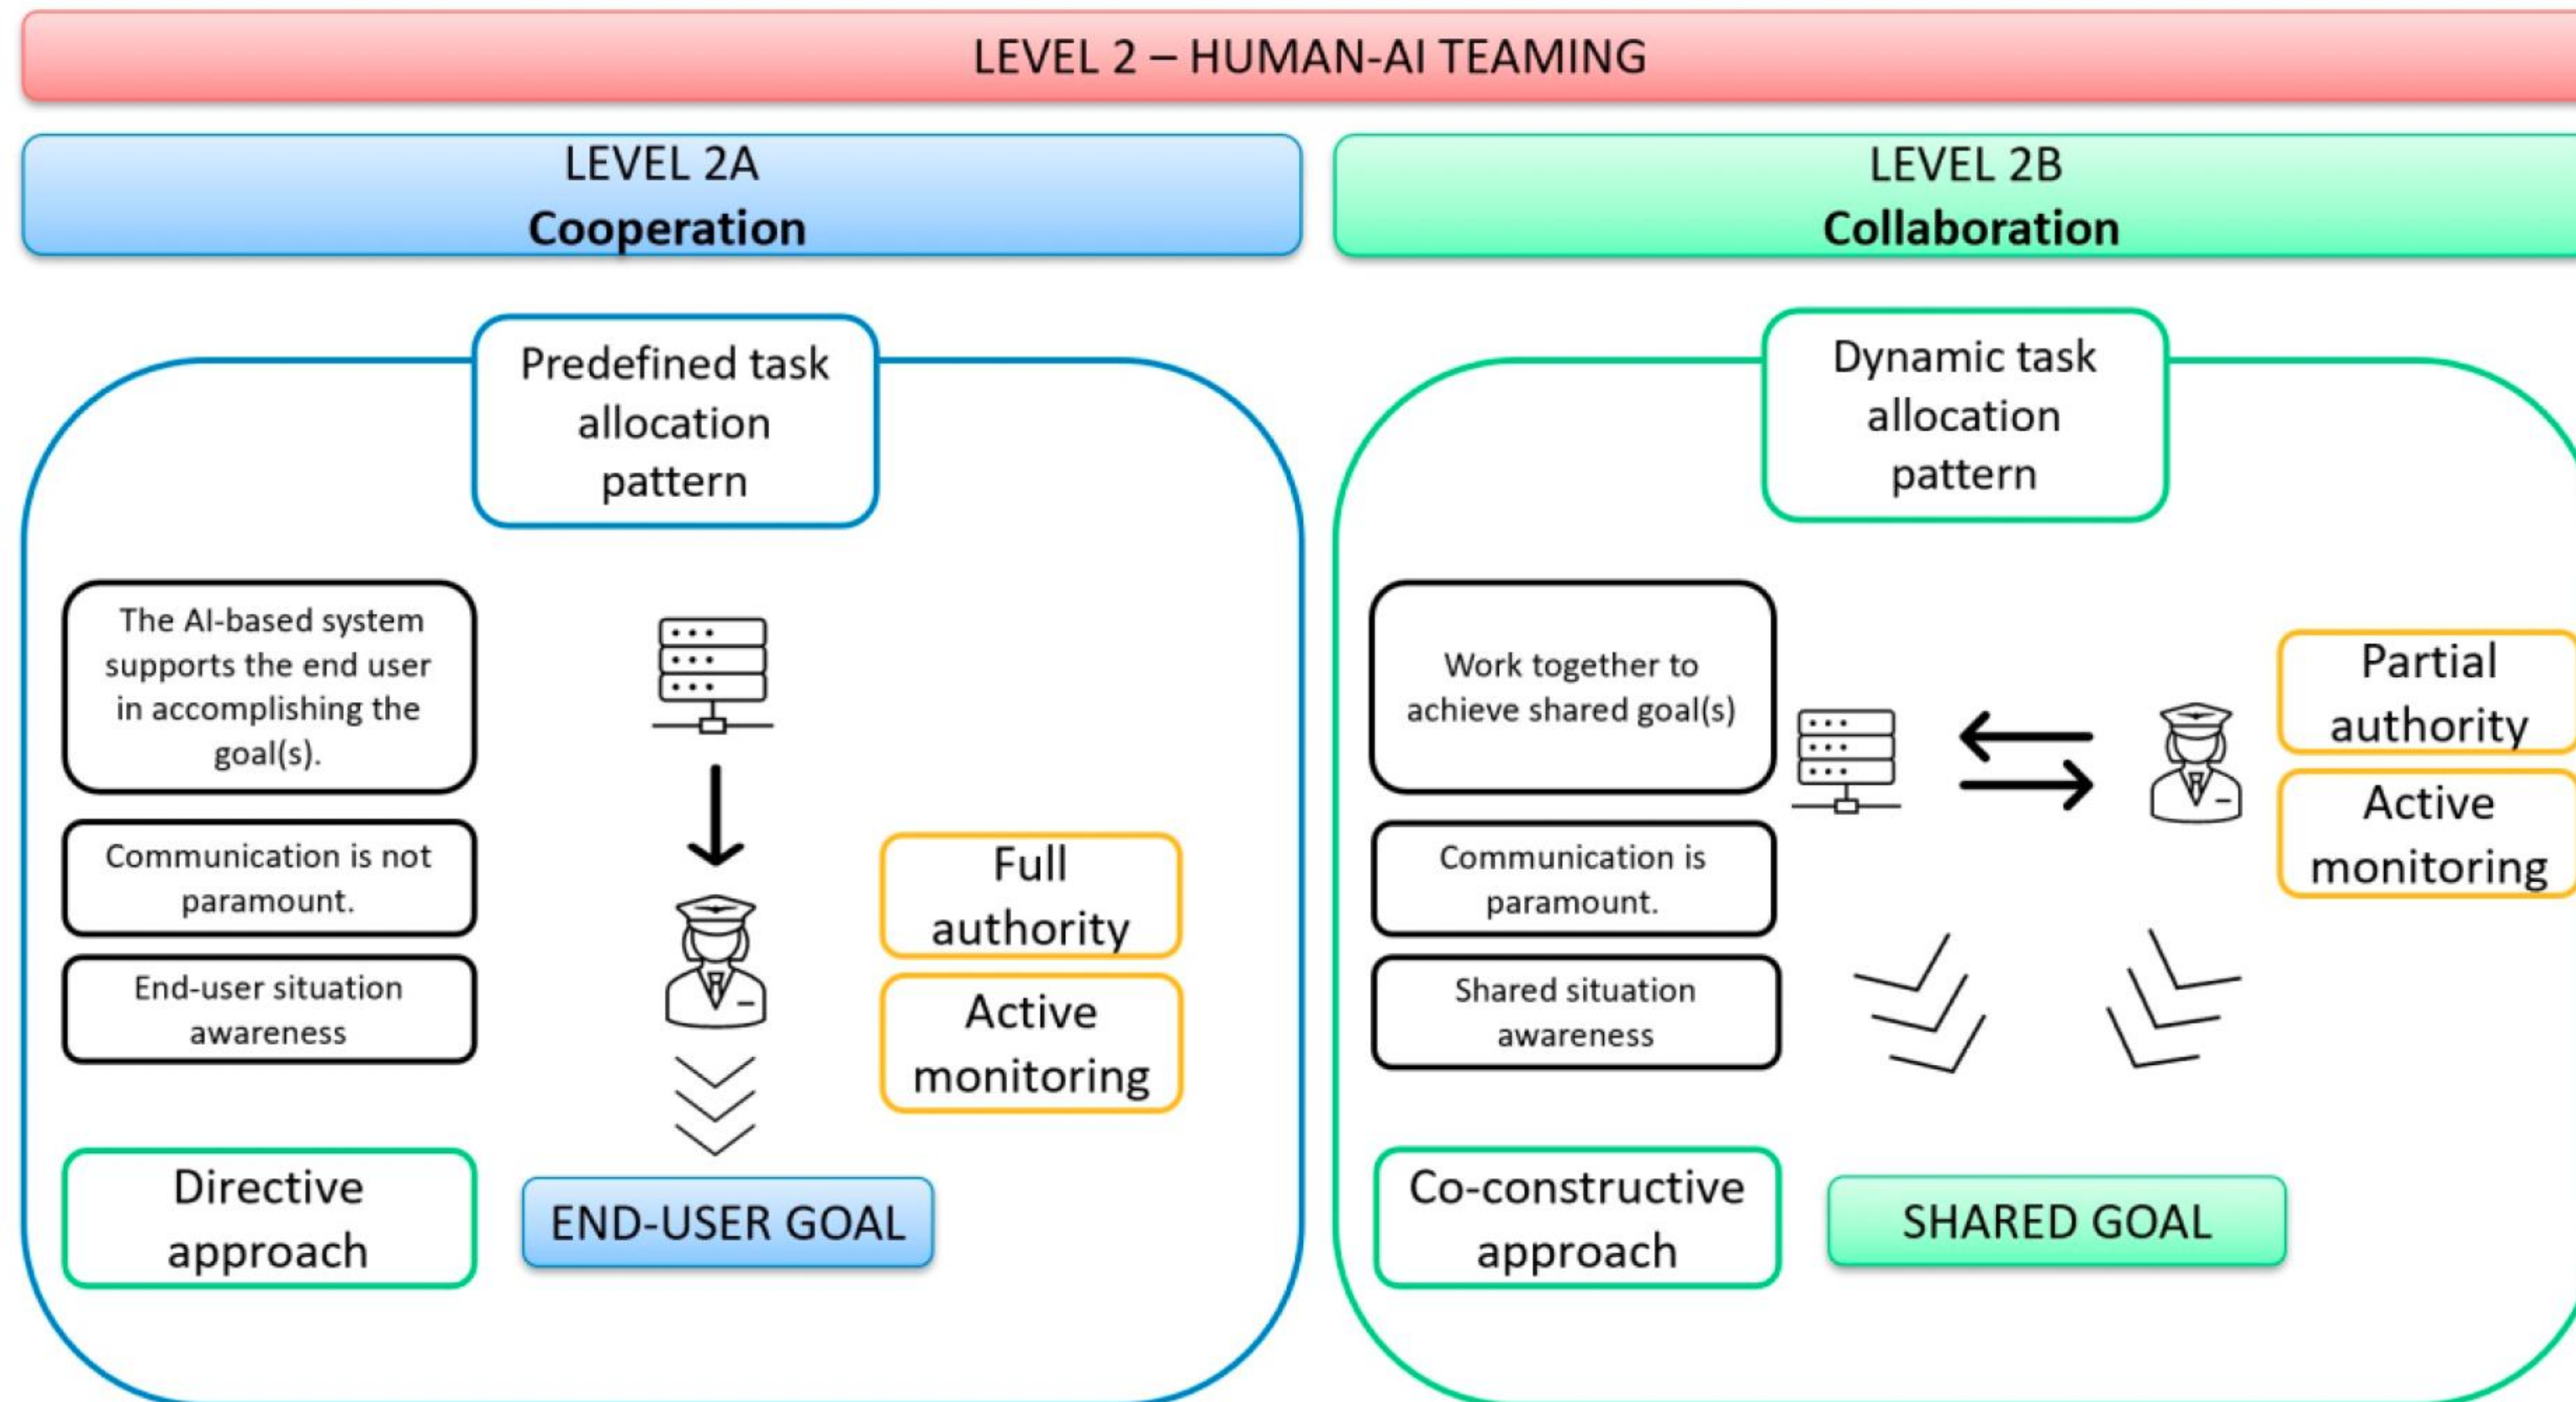 LEVEL 2 – HUMAN-AI TEAMING
LEVEL 2A
Cooperation
Predefined task
allocation
pattern
The AI-based system
supports the end user
in accomplishing the
goal(s).
Communication is not
paramount.
End-user situation
awareness
Full
authority
Active
monitoring
Directive
approach
END-USER GOAL
LEVEL 2B
Collaboration
Dynamic task
allocation
pattern
Work together to
achieve shared goal(s)
Communication is
paramount.
Shared situation
awareness
Partial
authority
Active
monitoring
Co-constructive
approach
SHARED GOAL